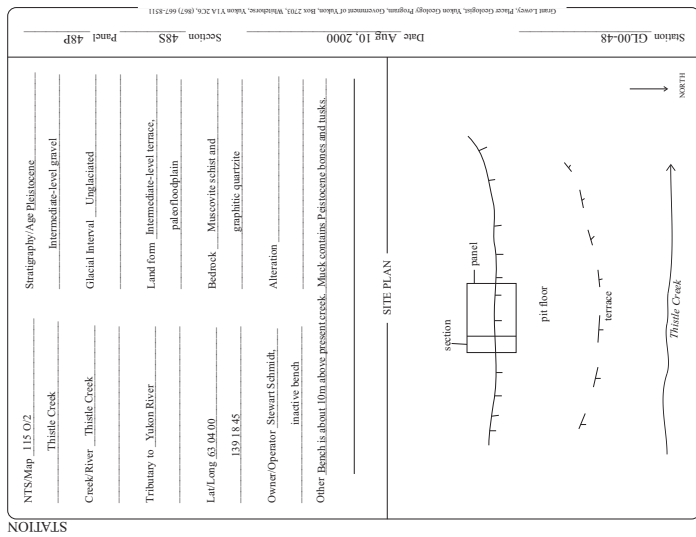 STATION
Station GL00-48 Date Aug 10, 2000 Section 48S Panel 48P
NTS/Map 115 O/2
Thistle Creek
Creek/River Thistle Creek
Tributary to Yukon River
Lat/Long 63 04 00
139 18 45
Owner/Operator Stewart Schmidt,
inactive bench
Stratigraphy/Age Pleistocene
Intermediate-level gravel
Glacial Interval Unglaciated
Land form Intermediate-level terrace,
paleofloodplain
Bedrock Muscovite schist and
graphitic quartzite
Alteration
Other Bench is about 10m above present creek. Muck contains Peistocene bones and tusks.
SITE PLAN
section
panel
pit floor
terrace
Thistle Creek
NORTH
Grant Lowey, Placer Geologist, Yukon Geology Program, Government of Yukon, Box 2703, Whitehorse, Yukon Y1A 2C6, (867) 667-8511